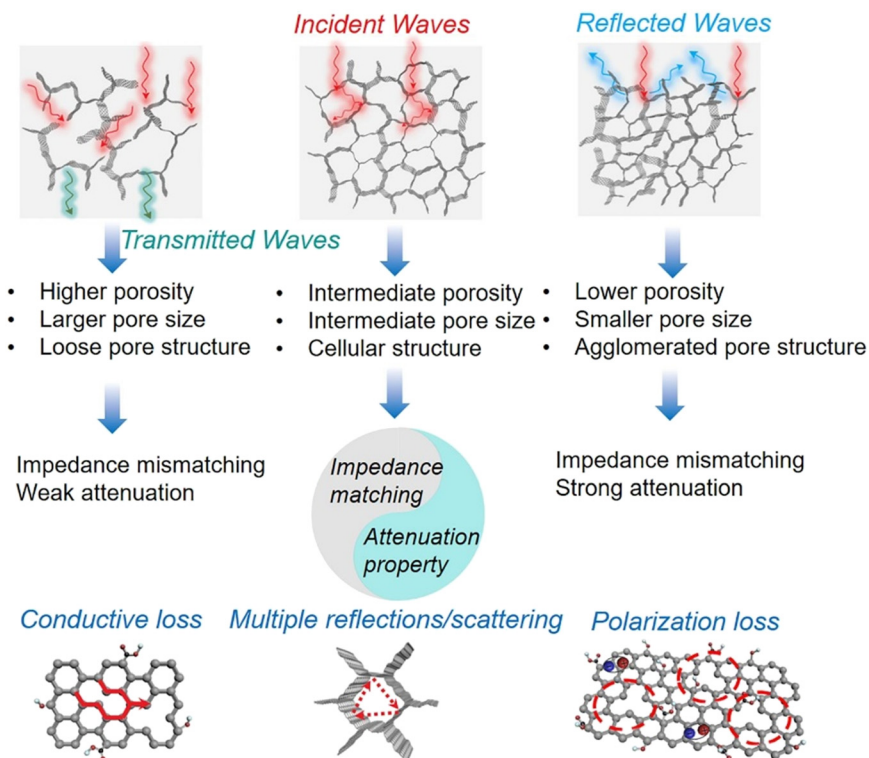 Incident Waves
Reflected Waves
Transmitted Waves
• Higher porosity
• Larger pore size
• Loose pore structure
• Intermediate porosity
• Intermediate pore size
• Cellular structure
• Lower porosity
• Smaller pore size
• Agglomerated pore structure
Impedance mismatching
Weak attenuation
Impedance
matching
Attenuation
property
Impedance mismatching
Strong attenuation
Conductive loss
Multiple reflections/scattering
Polarization loss